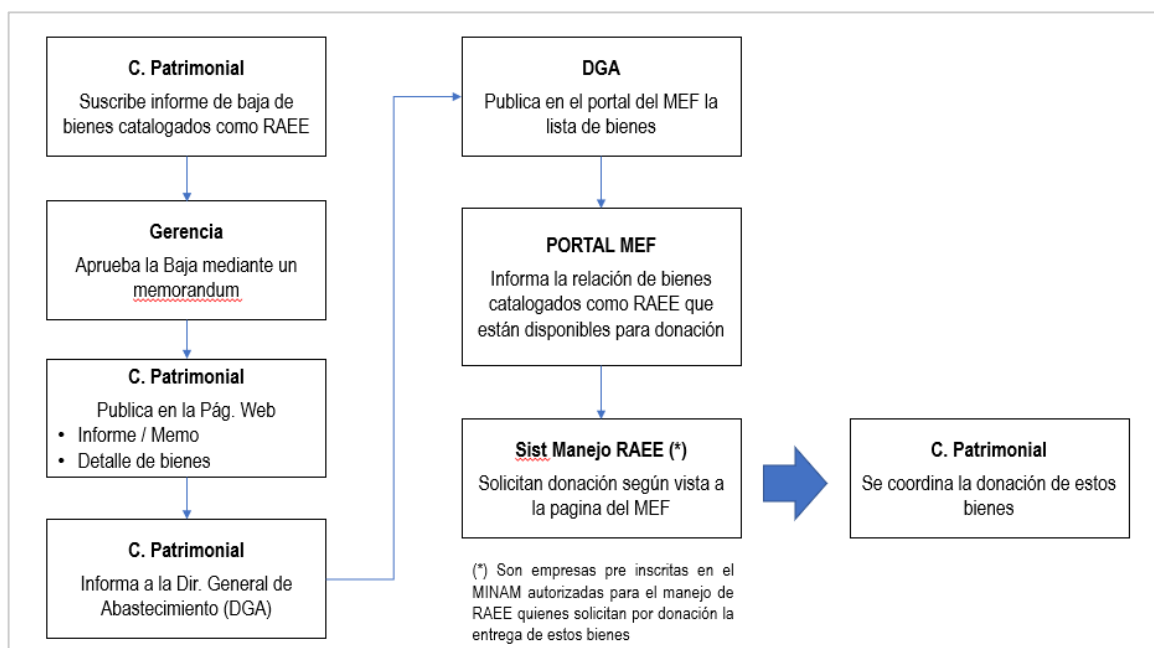 C. Patrimonial
Suscribe informe de baja de
bienes catalogados como RAEE
Gerencia
Aprueba la Baja mediante un
memorandum
C. Patrimonial
Publica en la Pág. Web
• Informe / Memo
• Detalle de bienes
C. Patrimonial
Informa a la Dir. General de
Abastecimiento (DGA)
DGA
Publica en el portal del MEF la
lista de bienes
PORTAL MEF
Informa la relación de bienes
catalogados como RAEE que
están disponibles para donación
Sist Manejo RAEE (*)
Solicitan donación según vista a
la pagina del MEF
(*) Son empresas pre inscritas en el
MINAM autorizadas para el manejo de
RAEE quienes solicitan por donación la
entrega de estos bienes
C. Patrimonial
Se coordina la donación de estos
bienes